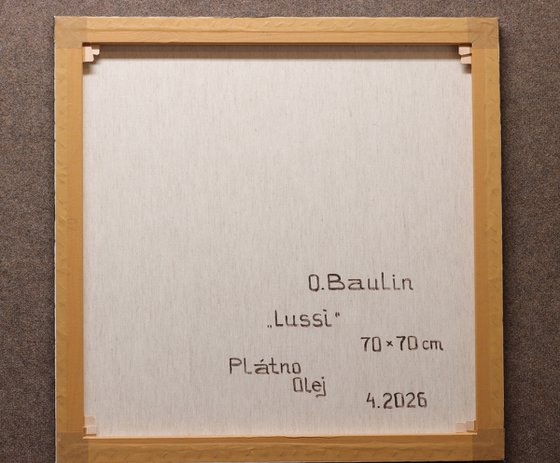 O.Baulin
„Lussi“
70×70 cm
Plátno
Olej
4.2026